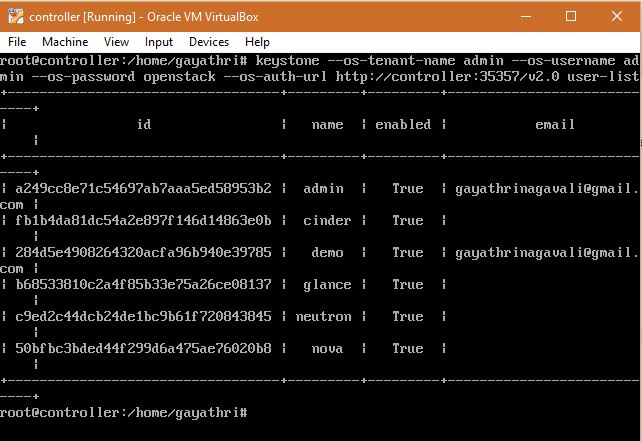 controller [Running] - Oracle VM VirtualBox
File Machine View Input Devices Help
root@controller:/home/gayathri# keystone --os-tenant-name admin --os-username ad
min --os-password openstack --os-auth-url http://controller:35357/v2.0 user-list
+----------------------------------+---------+---------+------------------------
----+
| id | name | enabled | email
|
+----------------------------------+---------+---------+------------------------
----+
| a249cc8e71c54697ab7aaa5ed58953b2 | admin | True | gayathrinagavali@gmail.
com |
| fb1b4da81dc54a2e897f146d14863e0b | cinder | True |
|
| 284d5e4908264320acfa96b940e39785 | demo | True | gayathrinagavali@gmail.
com |
| b68533810c2a4f85b33e75a26ce08137 | glance | True |
|
| c9ed2c44dcb24de1bc9b61f720843845 | neutron | True |
|
| 50bfbc3bded44f299d6a475ae76020b8 | nova | True |
|
+----------------------------------+---------+---------+------------------------
----+
root@controller:/home/gayathri#